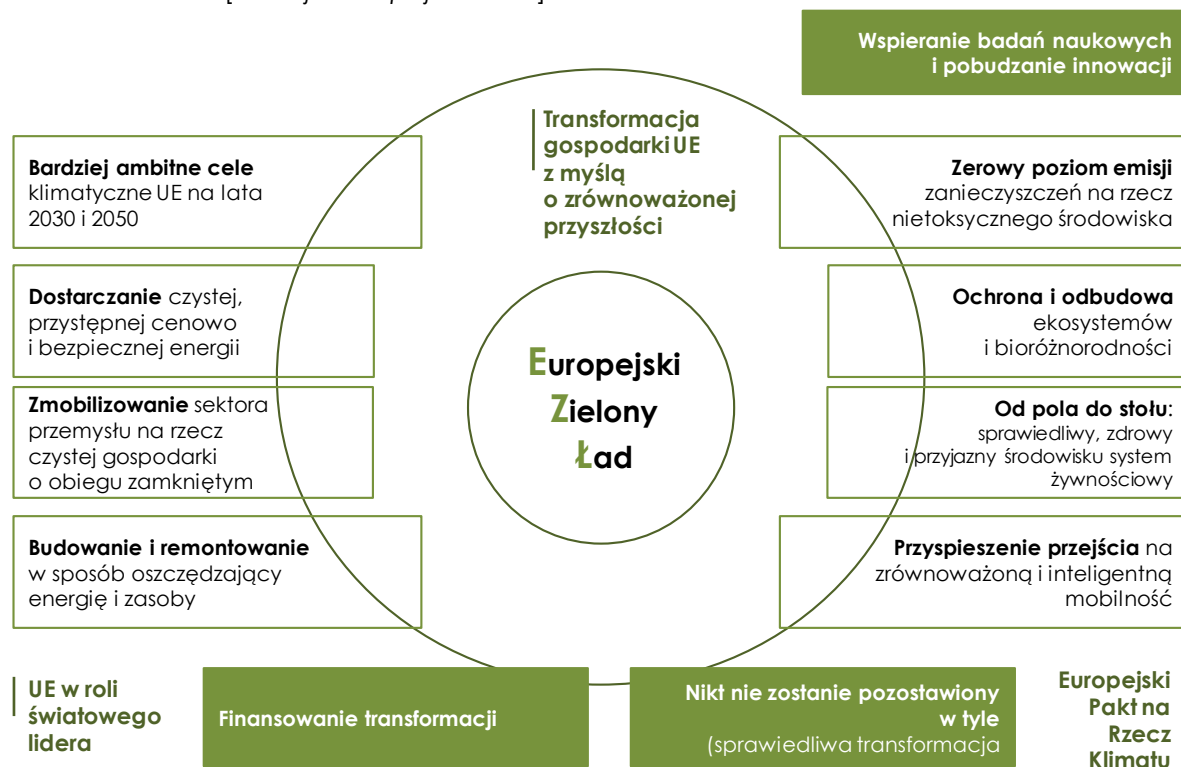 Wspieranie badań naukowych
i pobudzanie innowacji
Transformacja
gospodarki UE
z myślą
o zrównoważonej
przyszłości
Bardziej ambitne cele
klimatyczne UE na lata
2030 i 2050
Dostarczanie czystej,
przystępnej cenowo
i bezpiecznej energii
Zmobilizowanie sektora
przemysłu na rzecz
czystej gospodarki
o obiegu zamkniętym
Budowanie i remontowanie
w sposób oszczędzający
energię i zasoby
Europejski
Zielony
Ład
Zerowy poziom emisji
zanieczyszczeń na rzecz
nietoksycznego środowiska
Ochrona i odbudowa
ekosystemów
i bioróżnorodności
Od pola do stołu:
sprawiedliwy, zdrowy
i przyjazny środowisku system
żywnościowy
Przyspieszenie przejścia na
zrównoważoną i inteligentną
mobilność
UE w roli
światowego
lidera
Finansowanie transformacji
Nikt nie zostanie pozostawiony
w tyle
(sprawiedliwa transformacja
Europejski
Pakt na
Rzecz
Klimatu